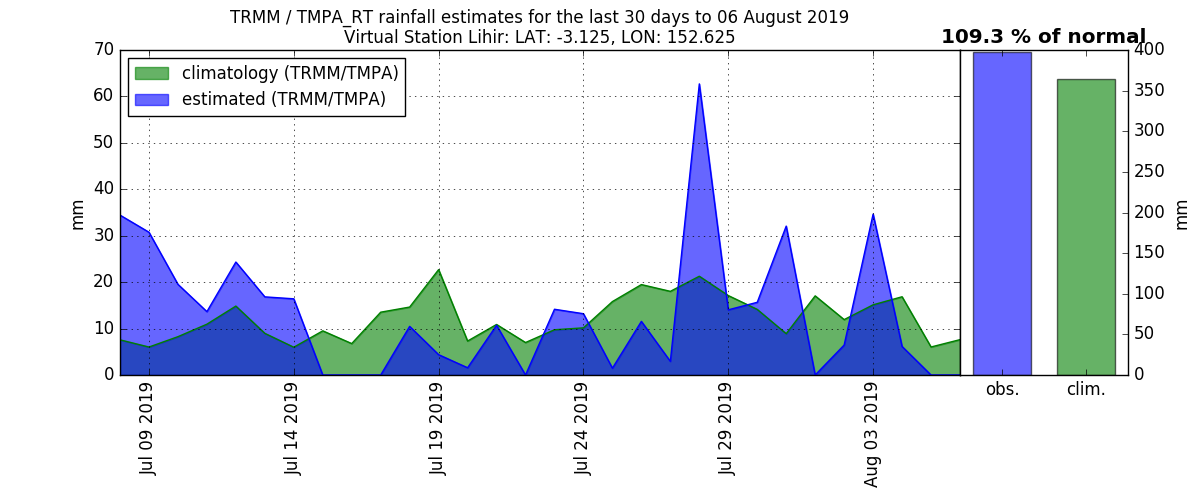 TRMM / TMPA_RT rainfall estimates for the last 30 days to 06 August 2019
Virtual Station Lihir: LAT: -3.125, LON: 152.625
109.3 % of normal
climatology (TRMM/TMPA)
estimated (TRMM/TMPA)
70
60
50
40
30
20
10
0
mm
Jul 09 2019
Jul 14 2019
Jul 19 2019
Jul 24 2019
Jul 29 2019
Aug 03 2019
obs.
clim.
400
350
300
250
200
150
100
50
0
mm